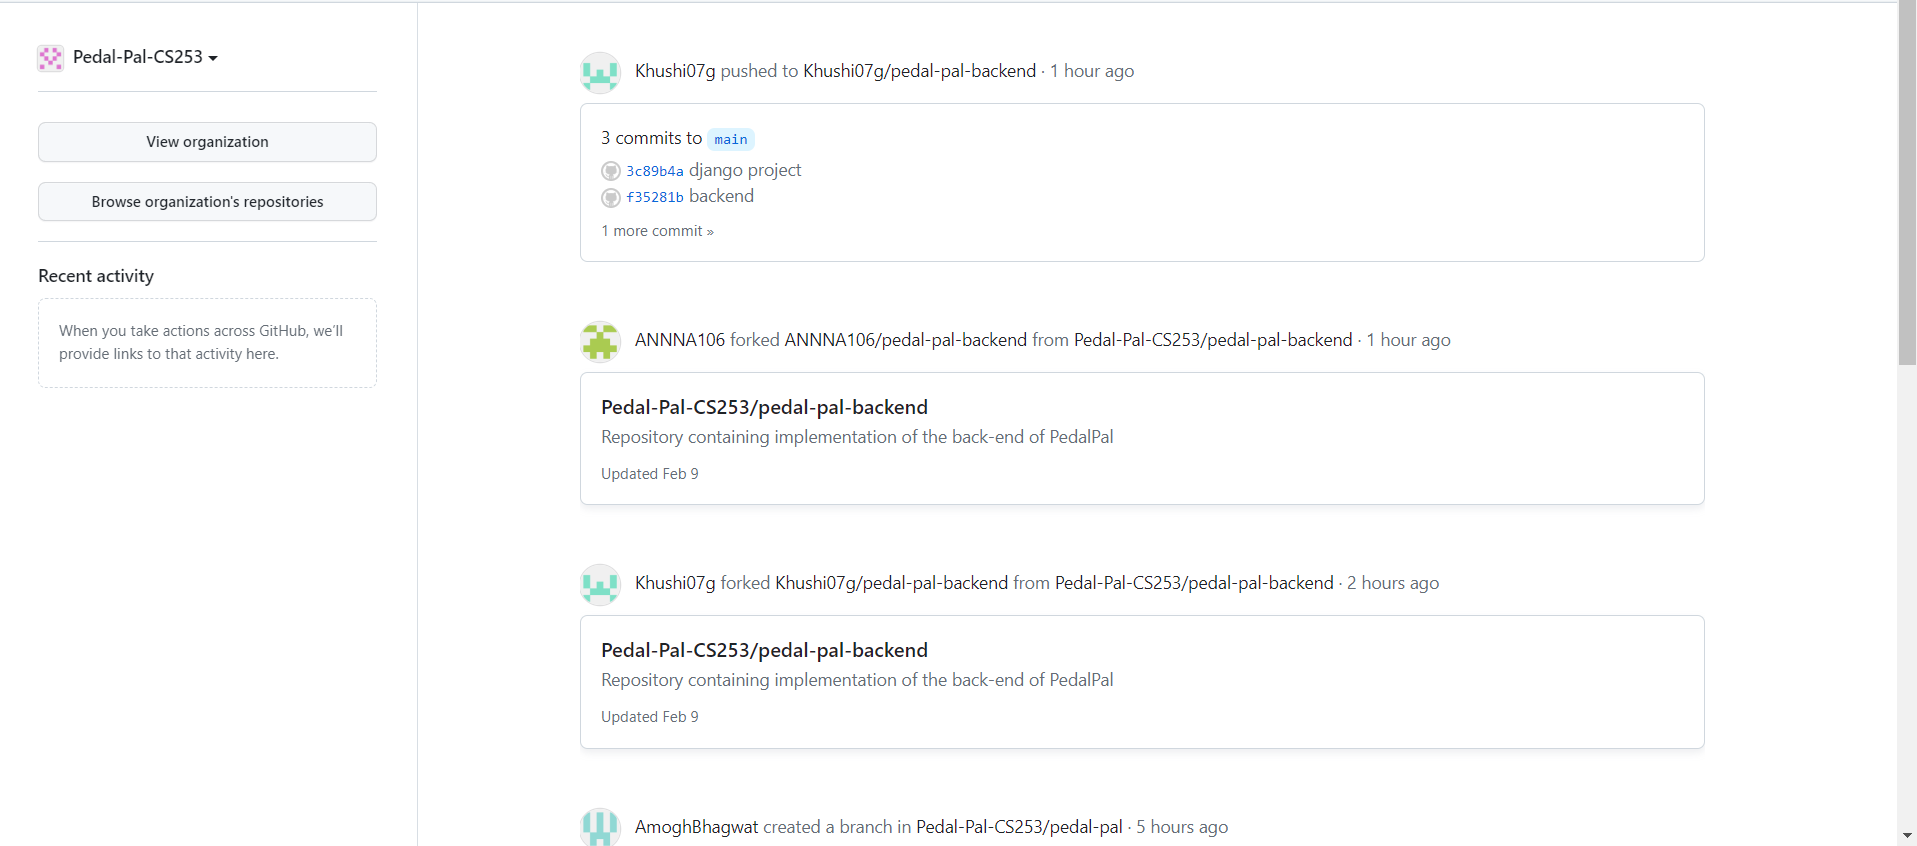 Pedal-Pal-CS253
View organization
Browse organization's repositories
Recent activity
When you take actions across GitHub, we'll
provide links to that activity here.
Khushi07g pushed to Khushi07g/pedal-pal-backend · 1 hour ago
3 commits to main
3c89b4a django project
f35281b backend
1 more commit »
ANNNA106 forked ANNNA106/pedal-pal-backend from Pedal-Pal-CS253/pedal-pal-backend · 1 hour ago
Pedal-Pal-CS253/pedal-pal-backend
Repository containing implementation of the back-end of PedalPal
Updated Feb 9
Khushi07g forked Khushi07g/pedal-pal-backend from Pedal-Pal-CS253/pedal-pal-backend · 2 hours ago
Pedal-Pal-CS253/pedal-pal-backend
Repository containing implementation of the back-end of PedalPal
Updated Feb 9
AmoghBhagwat created a branch in Pedal-Pal-CS253/pedal-pal · 5 hours ago